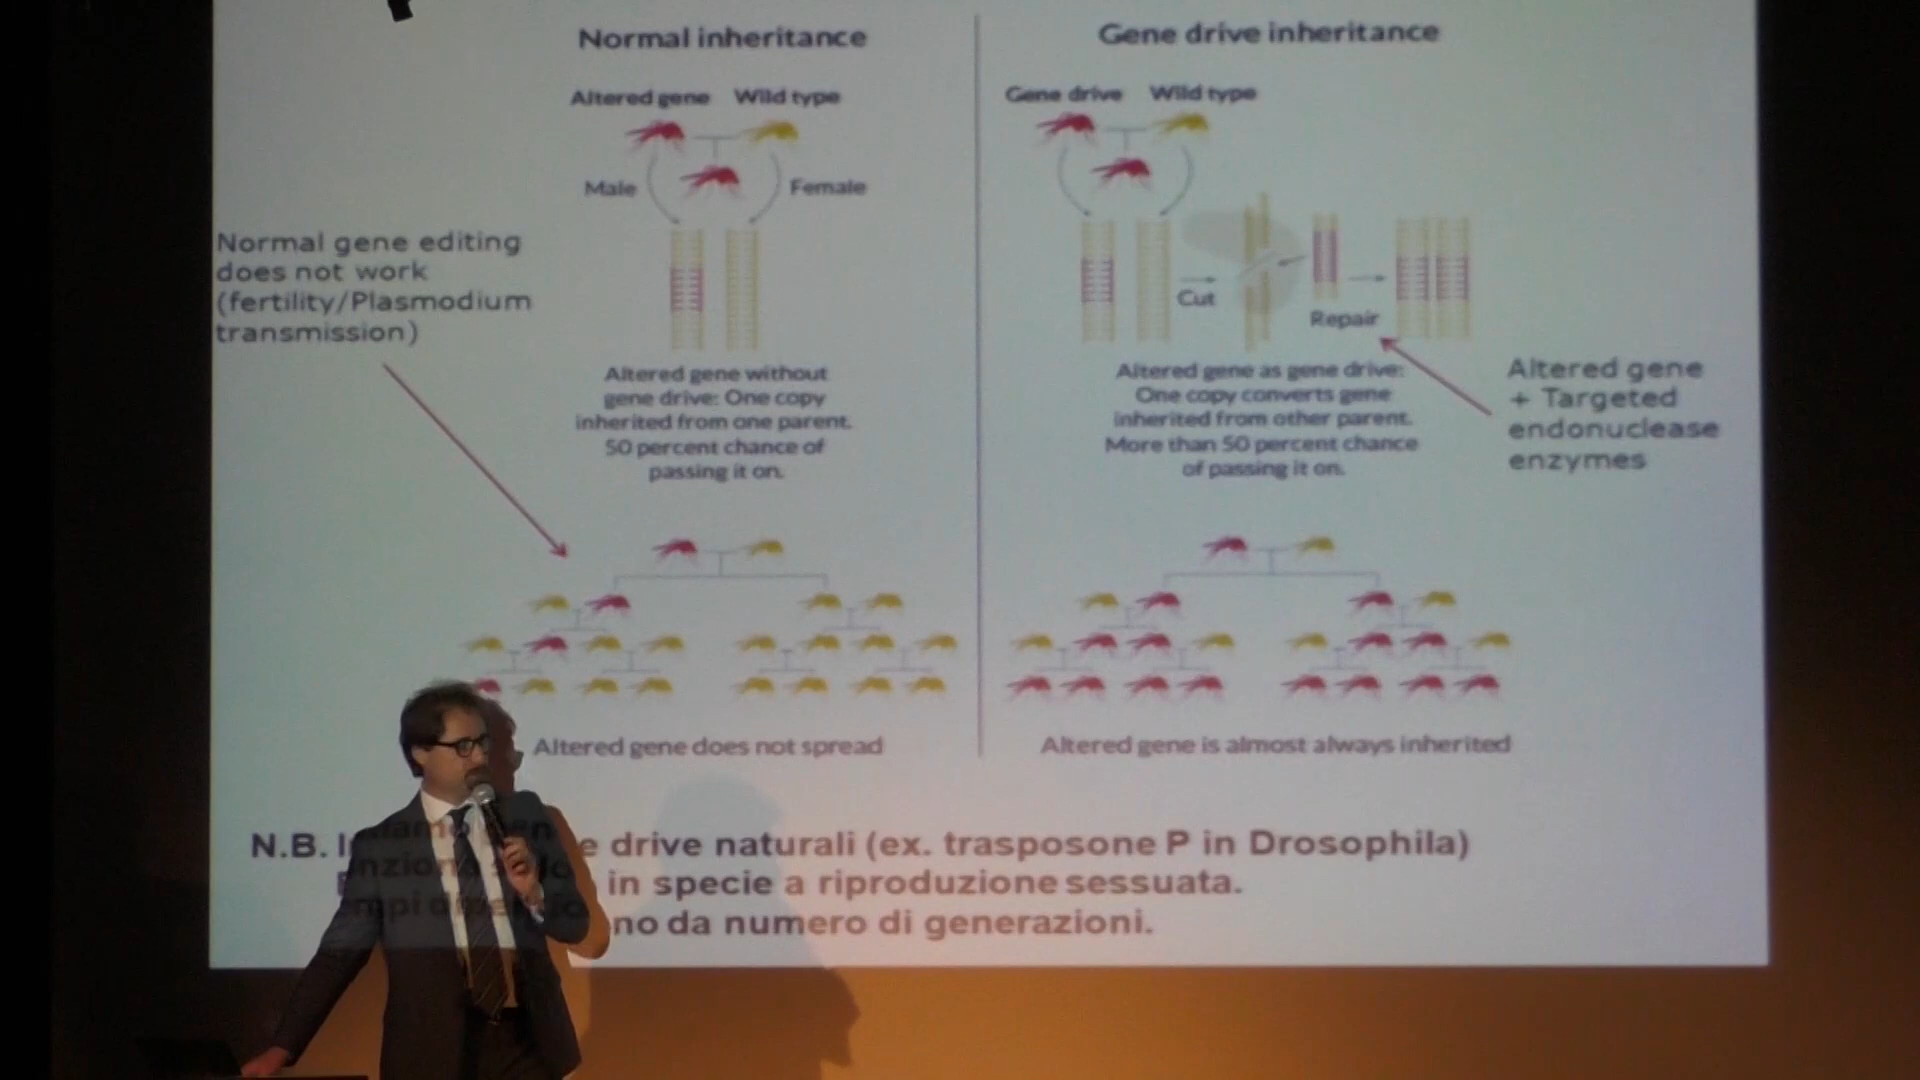 Normal inheritance
Altered gene Wild type
Male Female
Normal gene editing
does not work
(fertility/Plasmodium
transmission)
Altered gene without
gene drive: One copy
inherited from one parent.
50 percent chance of
passing it on.
Altered gene does not spread
Gene drive inheritance
Gene drive Wild type
Cut
Repair
Altered gene as gene drive:
One copy converts gene
inherited from other parent.
More than 50 percent chance
of passing it on.
Altered gene
+ Targeted
endonuclease
enzymes
Altered gene is almost always inherited
N.B. drive naturali (ex. trasposone P in Drosophila)
in specie a riproduzione sessuata.
da numero di generazioni.